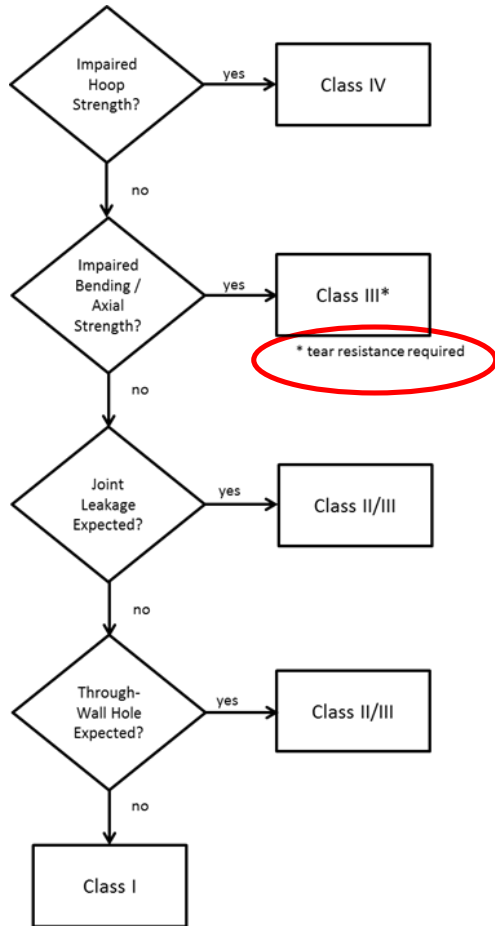 Impaired
Hoop
Strength?
yes
Class IV
no
Impaired
Bending /
Axial
Strength?
yes
Class III*
* tear resistance required
no
Joint
Leakage
Expected?
yes
Class II/III
no
Through-
Wall Hole
Expected?
yes
Class II/III
no
Class I